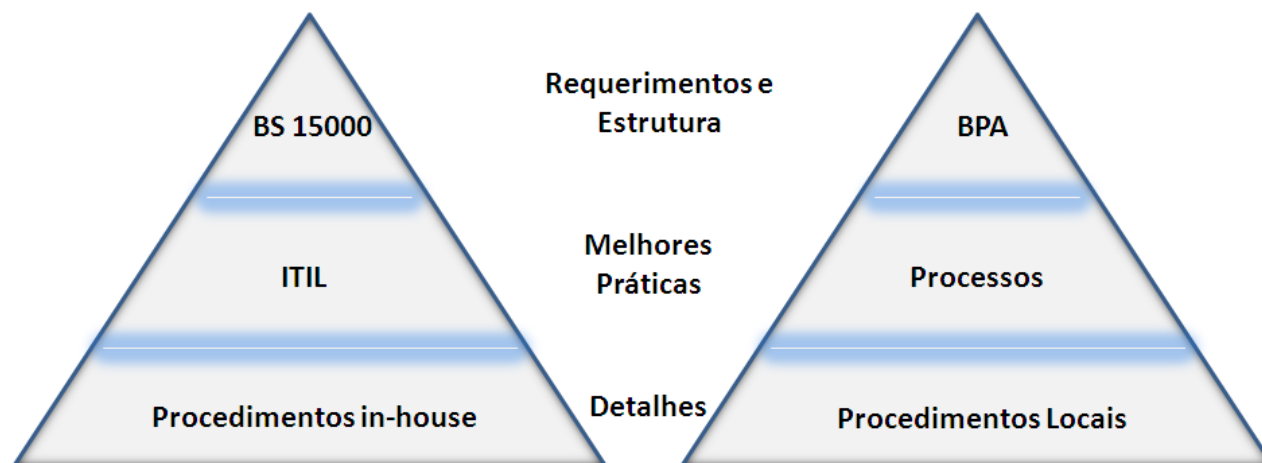 BS 15000
ITIL
Procedimentos in-house
Requerimentos e
Estrutura
Melhores
Práticas
Detalhes
BPA
Processos
Procedimentos Locais